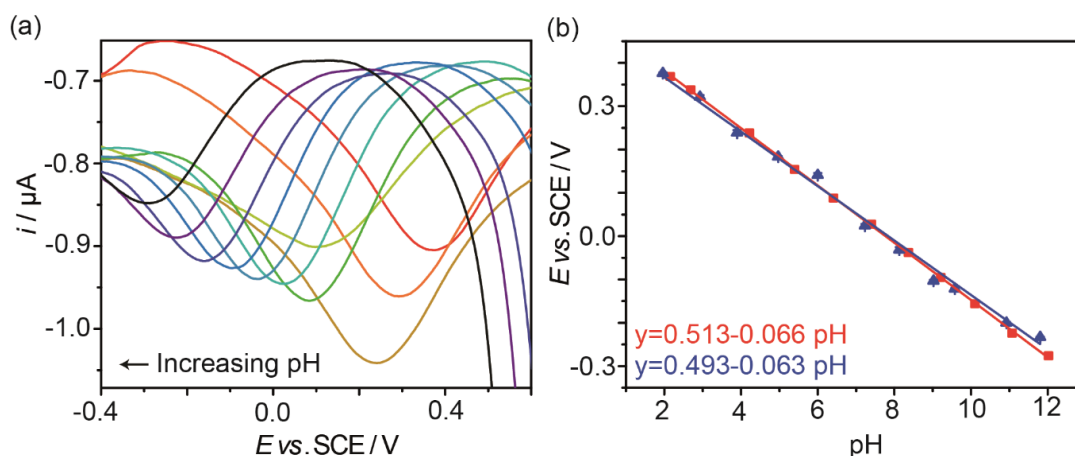 (a)
-0.7
-0.8
-0.9
-1.0
i / µA
← Increasing pH
-0.4
0.0
0.4
E vs. SCE / V
(b)
0.3
0.0
-0.3
E vs. SCE / V
y=0.513-0.066 pH
y=0.493-0.063 pH
2
4
6
8
10
12
pH